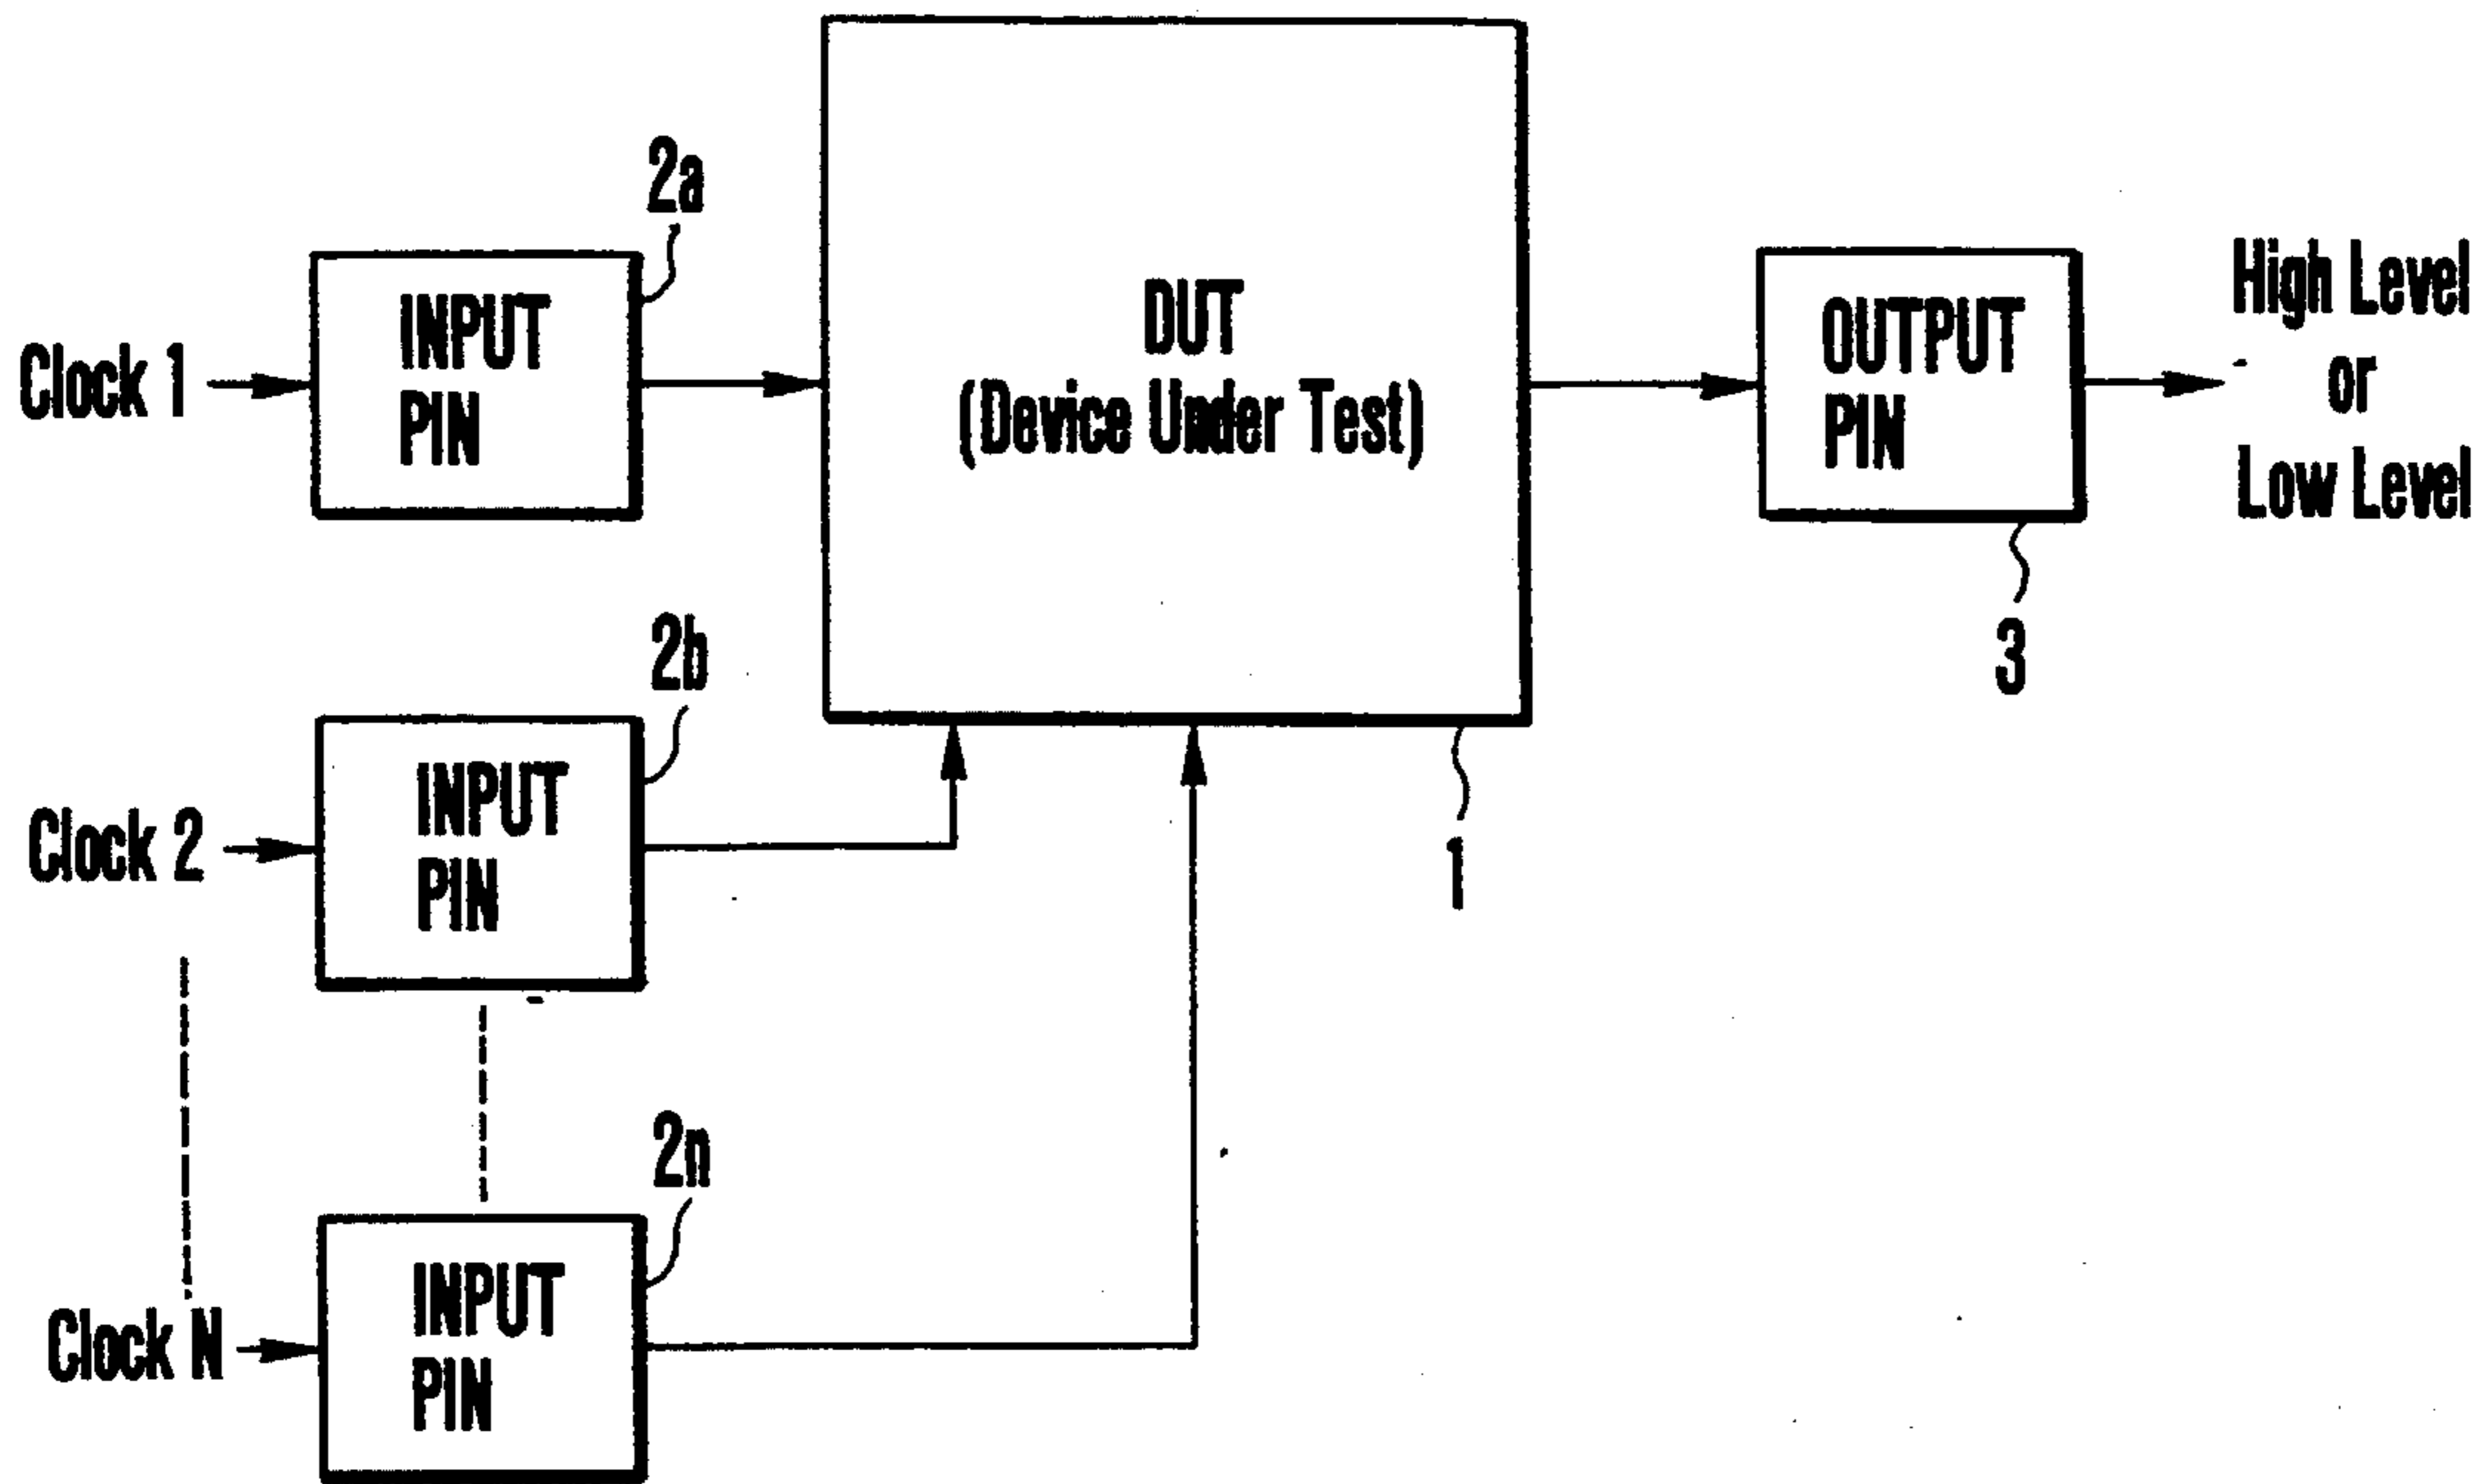 2a
Clock 1
INPUT
PIN
DUT
(Device Under Test)
OUTPUT
PIN
High Level
or
Low Level
3
2b
Clock 2
INPUT
PIN
1
2n
Clock N
INPUT
PIN